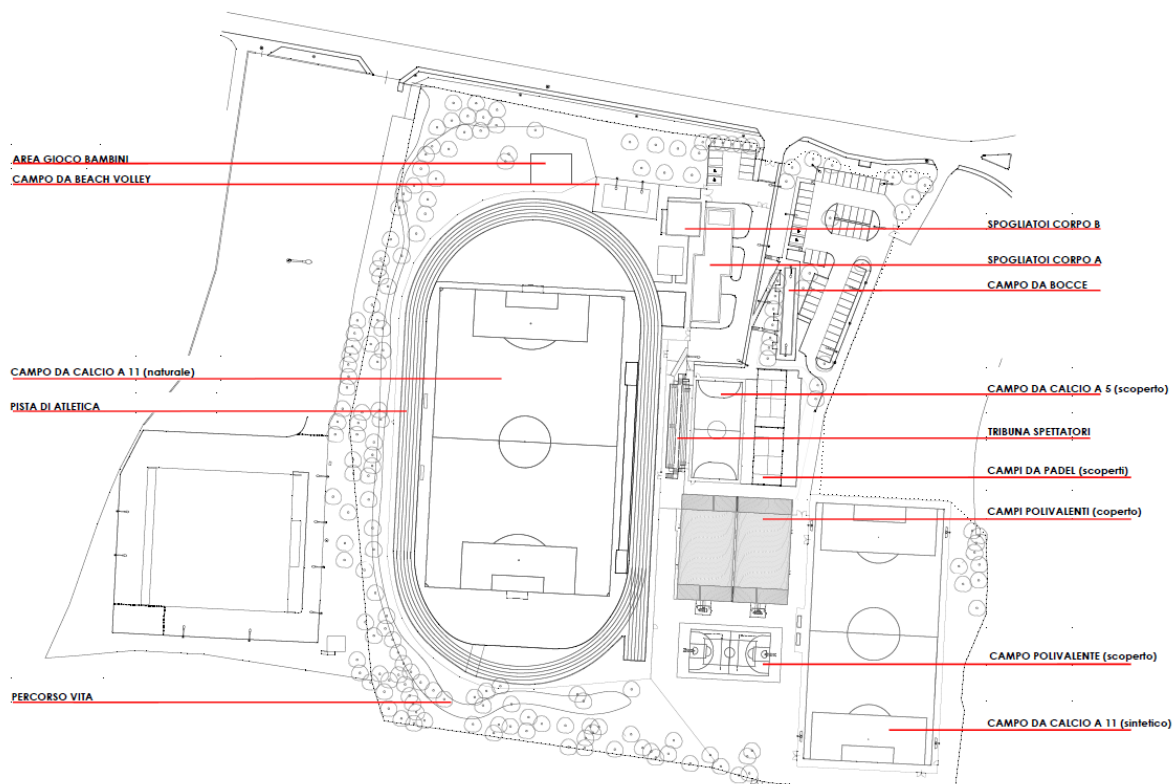 AREA GIOCO BAMBINI
CAMPO DA BEACH VOLLEY
CAMPO DA CALCIO A 11 (naturale)
PISTA DI ATLETICA
PERCORSO VITA
SPOGLIATOI CORPO B
SPOGLIATOI CORPO A
CAMPO DA BOCCE
CAMPO DA CALCIO A 5 (scoperto)
TRIBUNA SPETTATORI
CAMPI DA PADEL (scoperti)
CAMPI POLIVALENTI (coperto)
CAMPO POLIVALENTE (scoperto)
CAMPO DA CALCIO A 11 (sintetico)